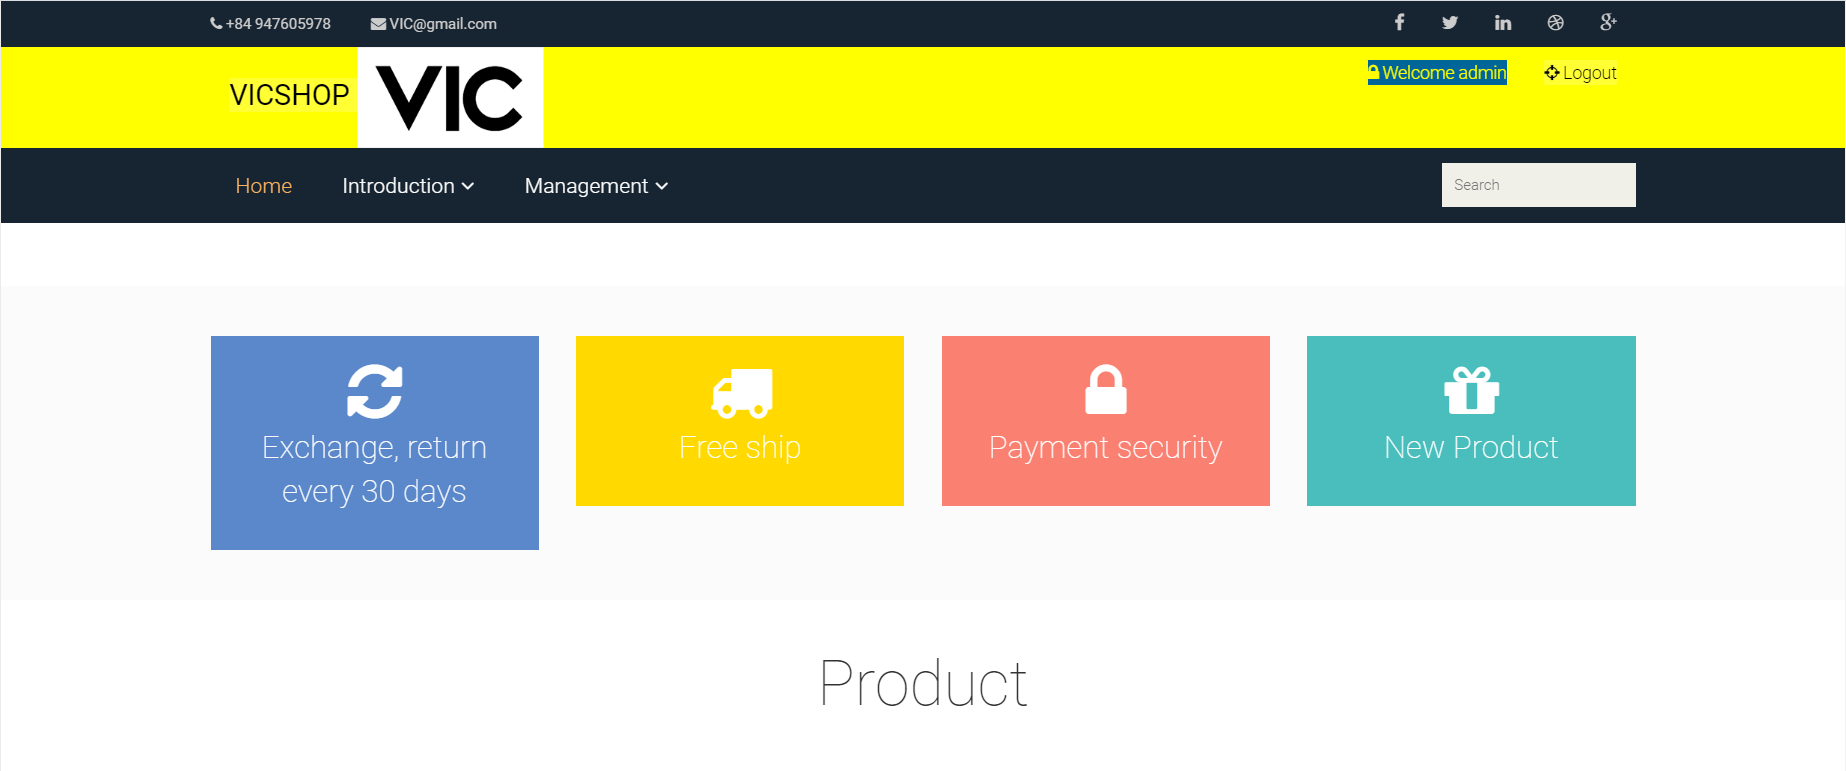 +84 947605978
VIC@gmail.com
VICSHOP
VIC
Welcome admin
Logout
Home
Introduction
Management
Search
Exchange, return
every 30 days
Free ship
Payment security
New Product
Product